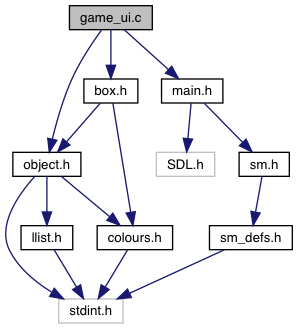 game_ui.c
box.h
main.h
object.h
SDL.h
sm.h
llist.h
colours.h
sm_defs.h
stdint.h